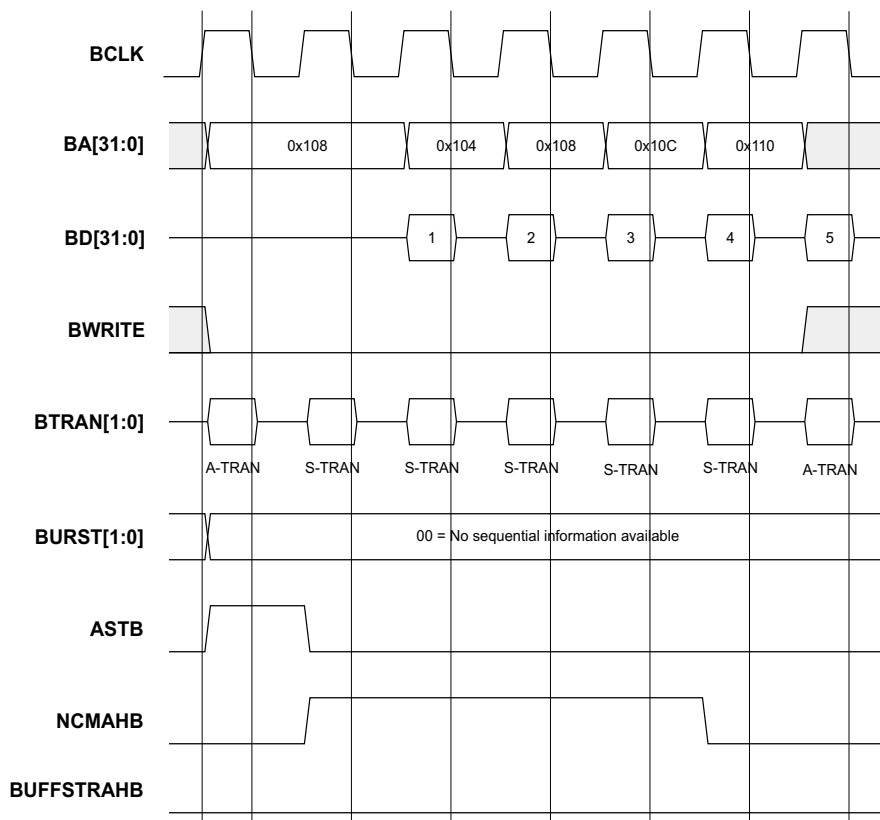 BCLK
BA[31:0] 0x108 0x104 0x108 0x10C 0x110
BD[31:0] 1 2 3 4 5
BWRITE
BTRAN[1:0]
A-TRAN S-TRAN S-TRAN S-TRAN S-TRAN S-TRAN A-TRAN
BURST[1:0] 00 = No sequential information available
ASTB
NCMAHB
BUFFSTRAHB